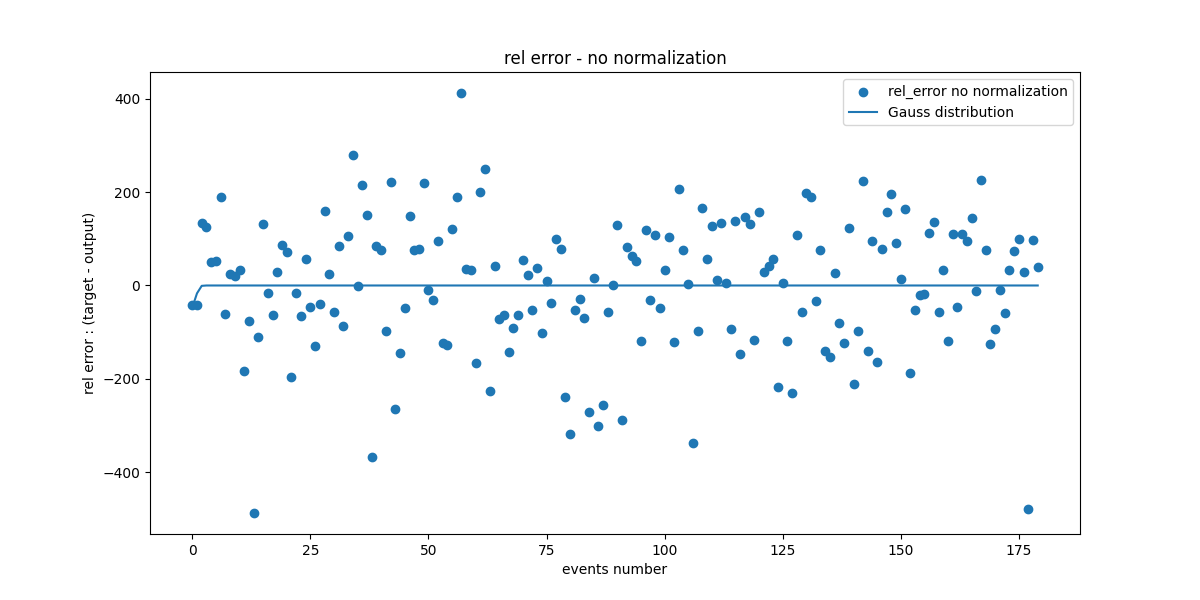 rel error - no normalization
rel_error no normalization
Gauss distribution
rel error : (target - output)
400
200
0
−200
−400
0
25
50
75
100
125
150
175
events number